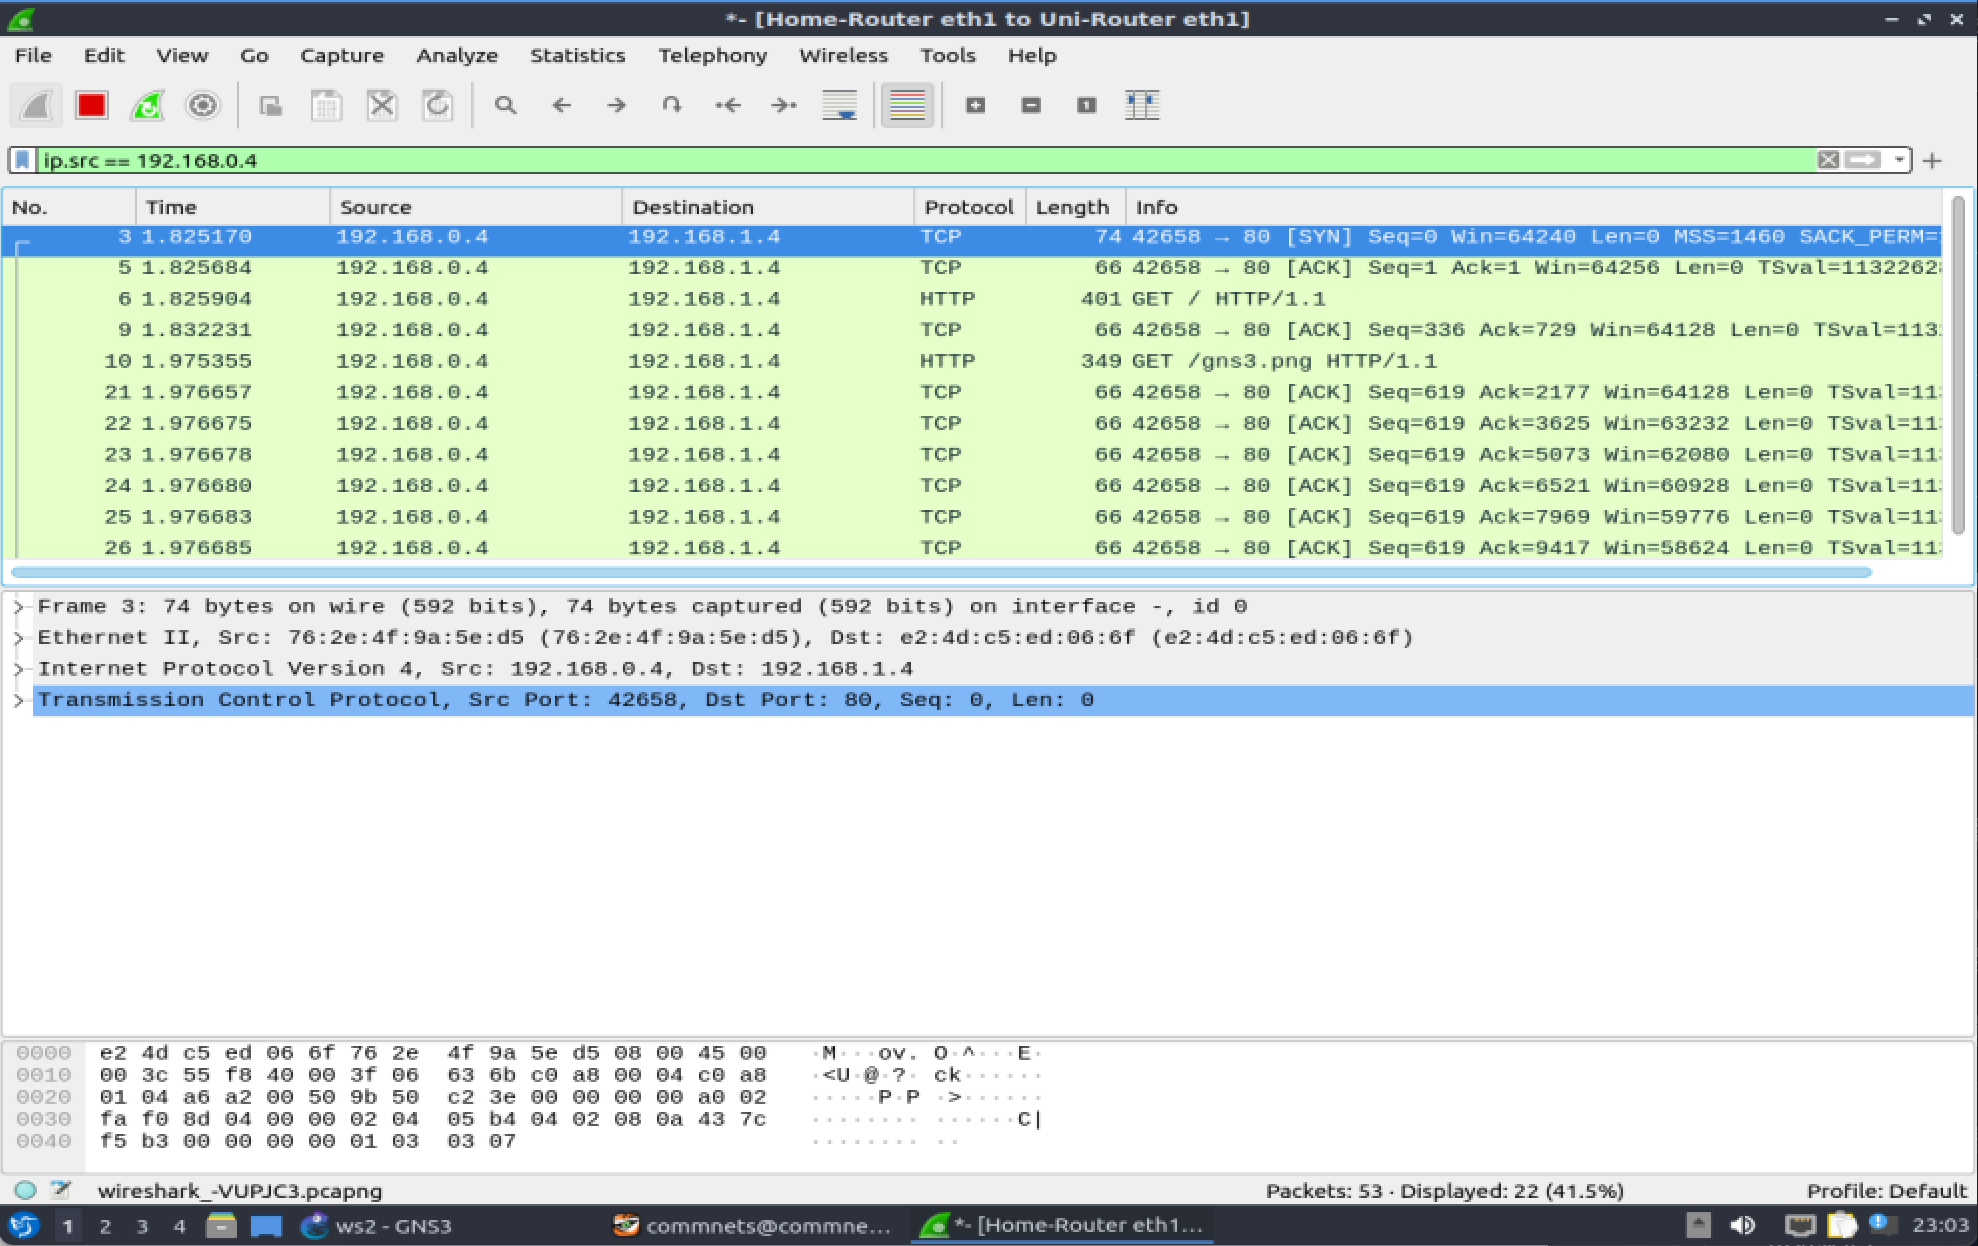 *- [Home-Router eth1 to Uni-Router eth1]
File Edit View Go Capture Analyze Statistics Telephony Wireless Tools Help
ip.src == 192.168.0.4
No. Time Source Destination Protocol Length Info
3 1.825170 192.168.0.4 192.168.1.4 TCP 74 42658 → 80 [SYN] Seq=0 Win=64240 Len=0 MSS=1460 SACK_PERM=
5 1.825684 192.168.0.4 192.168.1.4 TCP 66 42658 → 80 [ACK] Seq=1 Ack=1 Win=64256 Len=0 TSval=11322628
6 1.825904 192.168.0.4 192.168.1.4 HTTP 401 GET / HTTP/1.1
9 1.832231 192.168.0.4 192.168.1.4 TCP 66 42658 → 80 [ACK] Seq=336 Ack=729 Win=64128 Len=0 TSval=113
10 1.975355 192.168.0.4 192.168.1.4 HTTP 349 GET /gns3.png HTTP/1.1
21 1.976657 192.168.0.4 192.168.1.4 TCP 66 42658 → 80 [ACK] Seq=619 Ack=2177 Win=64128 Len=0 TSval=11
22 1.976675 192.168.0.4 192.168.1.4 TCP 66 42658 → 80 [ACK] Seq=619 Ack=3625 Win=63232 Len=0 TSval=11
23 1.976678 192.168.0.4 192.168.1.4 TCP 66 42658 → 80 [ACK] Seq=619 Ack=5073 Win=62080 Len=0 TSval=11
24 1.976680 192.168.0.4 192.168.1.4 TCP 66 42658 → 80 [ACK] Seq=619 Ack=6521 Win=60928 Len=0 TSval=11
25 1.976683 192.168.0.4 192.168.1.4 TCP 66 42658 → 80 [ACK] Seq=619 Ack=7969 Win=59776 Len=0 TSval=11
26 1.976685 192.168.0.4 192.168.1.4 TCP 66 42658 → 80 [ACK] Seq=619 Ack=9417 Win=58624 Len=0 TSval=11
Frame 3: 74 bytes on wire (592 bits), 74 bytes captured (592 bits) on interface -, id 0
Ethernet II, Src: 76:2e:4f:9a:5e:d5 (76:2e:4f:9a:5e:d5), Dst: e2:4d:c5:ed:06:6f (e2:4d:c5:ed:06:6f)
Internet Protocol Version 4, Src: 192.168.0.4, Dst: 192.168.1.4
Transmission Control Protocol, Src Port: 42658, Dst Port: 80, Seq: 0, Len: 0
0000 e2 4d c5 ed 06 6f 76 2e 4f 9a 5e d5 08 00 45 00 ·M···ov. O·^···E·
0010 00 3c 55 f8 40 00 3f 06 63 6b c0 a8 00 04 c0 a8 ·<U·@·?· ck······
0020 01 04 a6 a2 00 50 9b 50 c2 3e 00 00 00 00 a0 02 ·····P·P ·>······
0030 fa f0 8d 04 00 00 02 04 05 b4 04 02 08 0a 43 7c ········ ······C|
0040 f5 b3 00 00 00 00 01 03 03 07 ········ ··
wireshark_-VUPJC3.pcapng Packets: 53 · Displayed: 22 (41.5%) Profile: Default
1 2 3 4 ws2 - GNS3 commnets@commne... *- [Home-Router eth1... 23:03